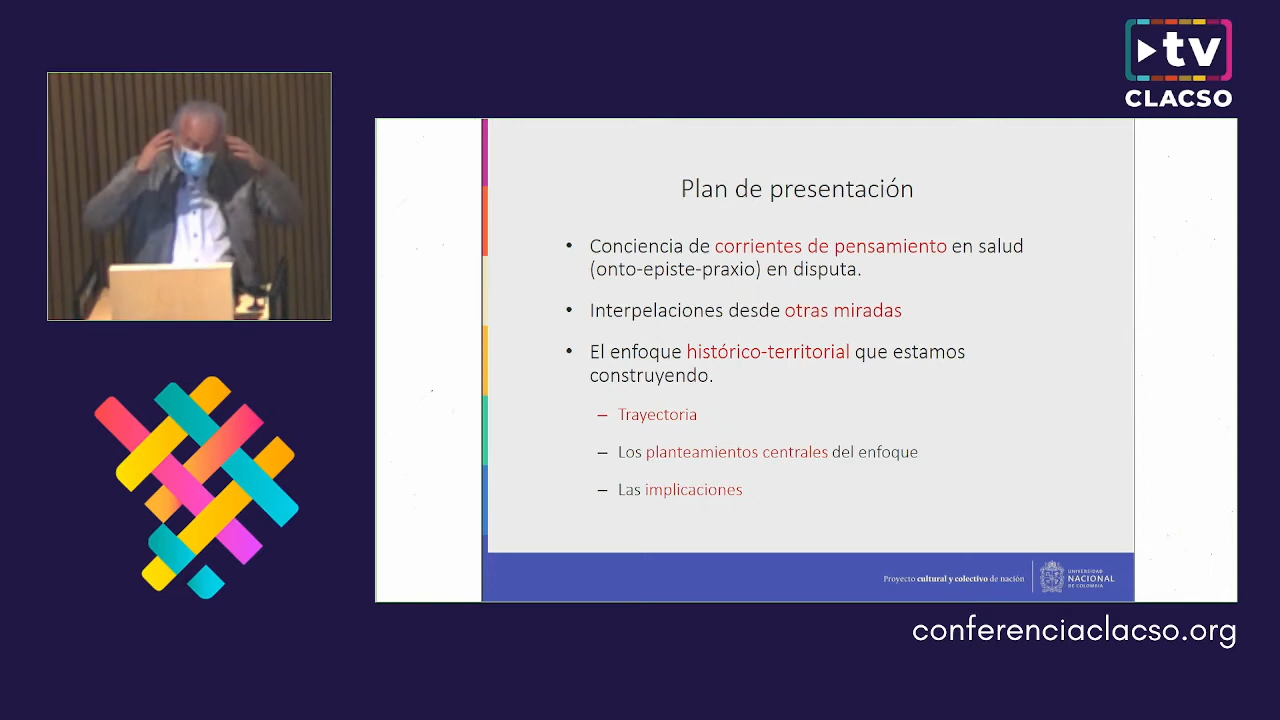 tv
CLACSO
Plan de presentación
• Conciencia de corrientes de pensamiento en salud
(onto-episte-praxio) en disputa.
• Interpelaciones desde otras miradas
• El enfoque histórico-territorial que estamos
construyendo.
– Trayectoria
– Los planteamientos centrales del enfoque
– Las implicaciones
Proyecto cultural y colectivo de nación
UNIVERSIDAD
NACIONAL
DE COLOMBIA
conferenciaclacso.org